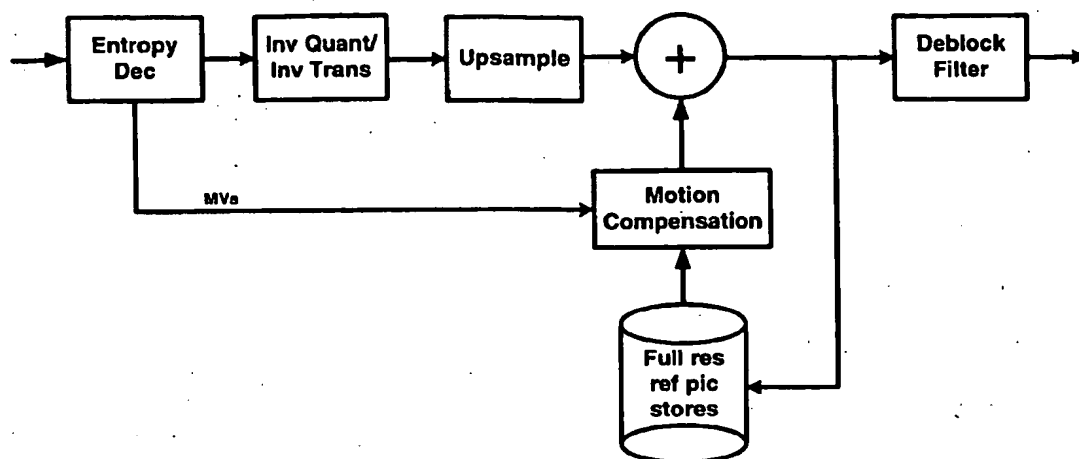 Entropy
Dec
Inv Quant/
Inv Trans
Upsample
+
Deblock
Filter
MVs
Motion
Compensation
Full res
ref pic
stores